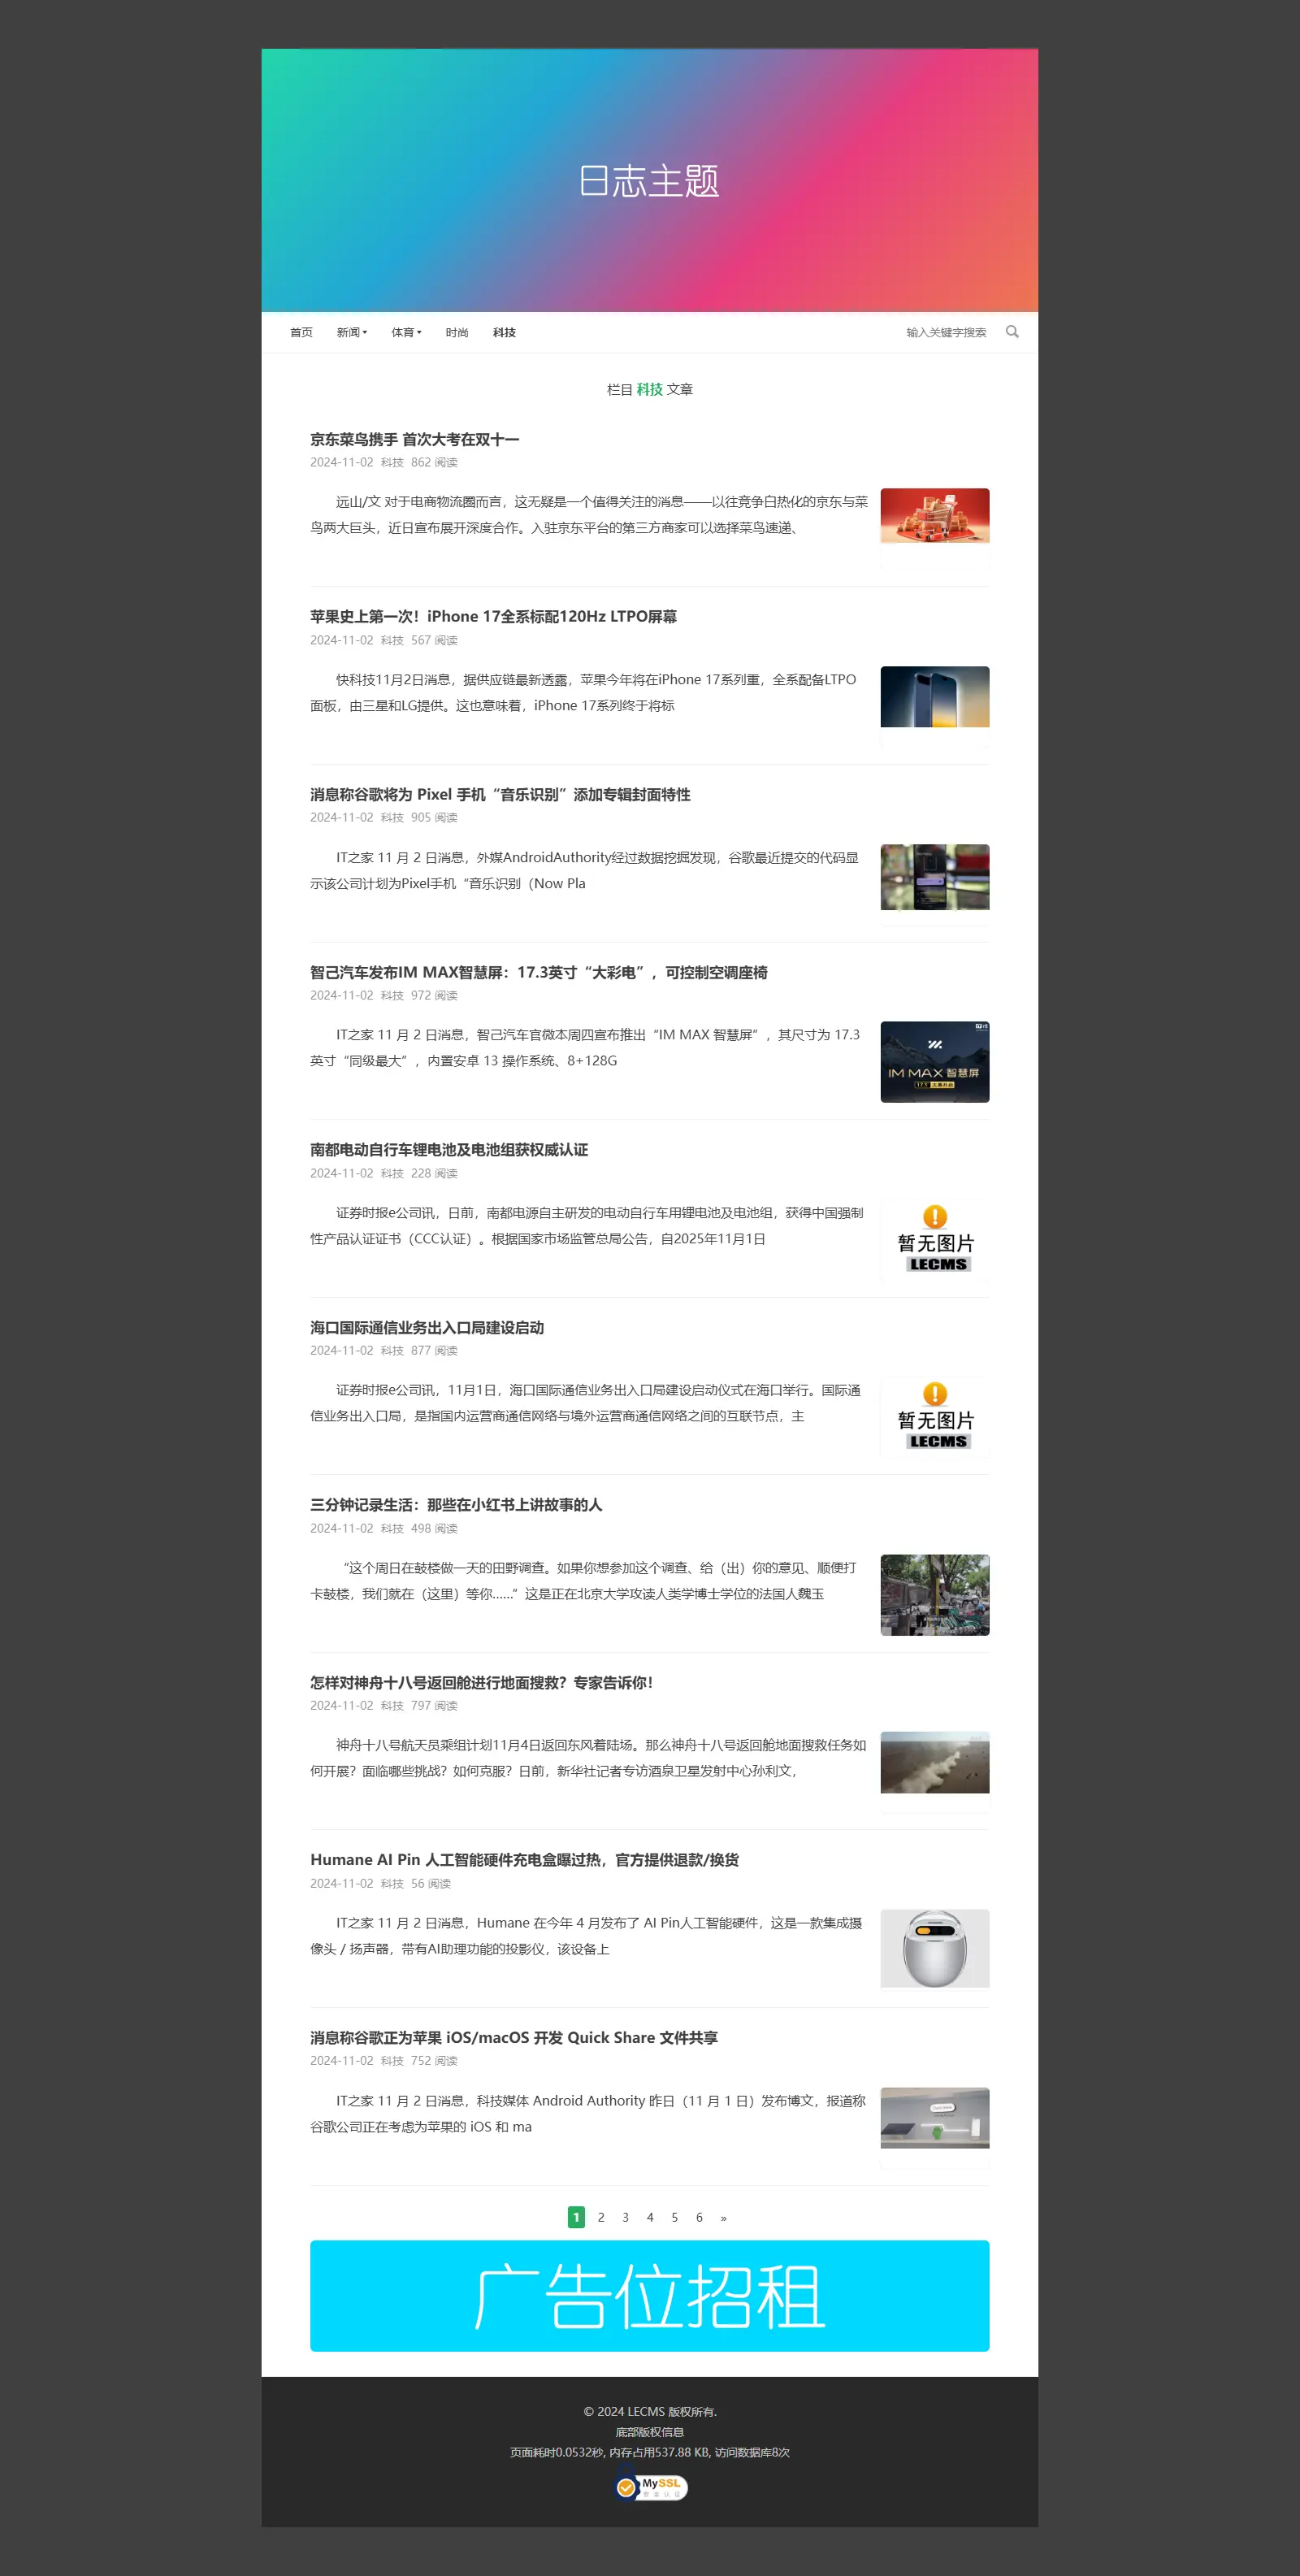 日志主题
首页 新闻 体育 时尚 科技 输入关键字搜索
栏目 科技 文章
京东菜鸟携手 首次大考在双十一
2024-11-02 科技 862 阅读
远山/文 对于电商物流圈而言，这无疑是一个值得关注的消息——以往竞争白热化的京东与菜
鸟两大巨头，近日宣布展开深度合作。入驻京东平台的第三方商家可以选择菜鸟速递、
苹果史上第一次！iPhone 17全系标配120Hz LTPO屏幕
2024-11-02 科技 567 阅读
快科技11月2日消息，据供应链最新透露，苹果今年将在iPhone 17系列重，全系配备LTPO
面板，由三星和LG提供。这也意味着，iPhone 17系列终于将标
消息称谷歌将为 Pixel 手机“音乐识别”添加专辑封面特性
2024-11-02 科技 905 阅读
IT之家 11 月 2 日消息，外媒AndroidAuthority经过数据挖掘发现，谷歌最近提交的代码显
示该公司计划为Pixel手机“音乐识别（Now Pla
智己汽车发布IM MAX智慧屏：17.3英寸“大彩电”，可控制空调座椅
2024-11-02 科技 972 阅读
IT之家 11 月 2 日消息，智己汽车官微本周四宣布推出“IM MAX 智慧屏”，其尺寸为 17.3
英寸“同级最大”，内置安卓 13 操作系统、8+128G
IM MAX 智慧屏
南都电动自行车锂电池及电池组获权威认证
2024-11-02 科技 228 阅读
证券时报e公司讯，日前，南都电源自主研发的电动自行车用锂电池及电池组，获得中国强制
性产品认证证书（CCC认证）。根据国家市场监管总局公告，自2025年11月1日
暂无图片
LECMS
海口国际通信业务出入口局建设启动
2024-11-02 科技 877 阅读
证券时报e公司讯，11月1日，海口国际通信业务出入口局建设启动仪式在海口举行。国际通
信业务出入口局，是指国内运营商通信网络与境外运营商通信网络之间的互联节点，主
暂无图片
LECMS
三分钟记录生活：那些在小红书上讲故事的人
2024-11-02 科技 498 阅读
“这个周日在鼓楼做一天的田野调查。如果你想参加这个调查、给（出）你的意见、顺便打
卡鼓楼，我们就在（这里）等你……”这是正在北京大学攻读人类学博士学位的法国人魏玉
怎样对神舟十八号返回舱进行地面搜救？专家告诉你！
2024-11-02 科技 797 阅读
神舟十八号航天员乘组计划11月4日返回东风着陆场。那么神舟十八号返回舱地面搜救任务如
何开展？面临哪些挑战？如何克服？日前，新华社记者专访酒泉卫星发射中心孙利文，
Humane AI Pin 人工智能硬件充电盒曝过热，官方提供退款/换货
2024-11-02 科技 56 阅读
IT之家 11 月 2 日消息，Humane 在今年 4 月发布了 AI Pin人工智能硬件，这是一款集成摄
像头 / 扬声器，带有AI助理功能的投影仪，该设备上
消息称谷歌正为苹果 iOS/macOS 开发 Quick Share 文件共享
2024-11-02 科技 752 阅读
IT之家 11 月 2 日消息，科技媒体 Android Authority 昨日（11 月 1 日）发布博文，报道称
谷歌公司正在考虑为苹果的 iOS 和 ma
1 2 3 4 5 6 »
广告位招租
© 2024 LECMS 版权所有.
底部版权信息
页面耗时0.0532秒, 内存占用537.88 KB, 访问数据库8次
MySSL